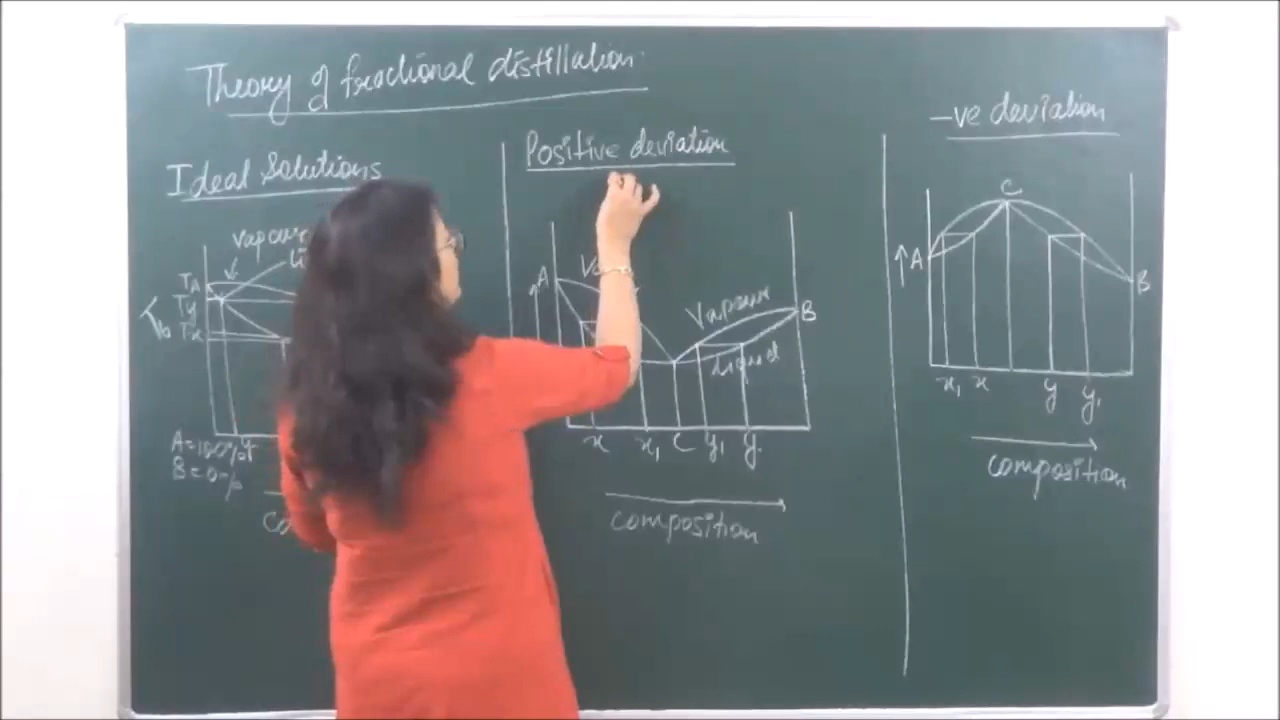 Theory of fractional distillation
Ideal Solutions
vapour
TA
Ty
Tx
Tb
A=100%
B=0%
y
Positive deviation
A
Vapour
Liquid
B
x x₁ C y₁ y
composition
-ve deviation
C
A
B
x₁ x y y₁
composition